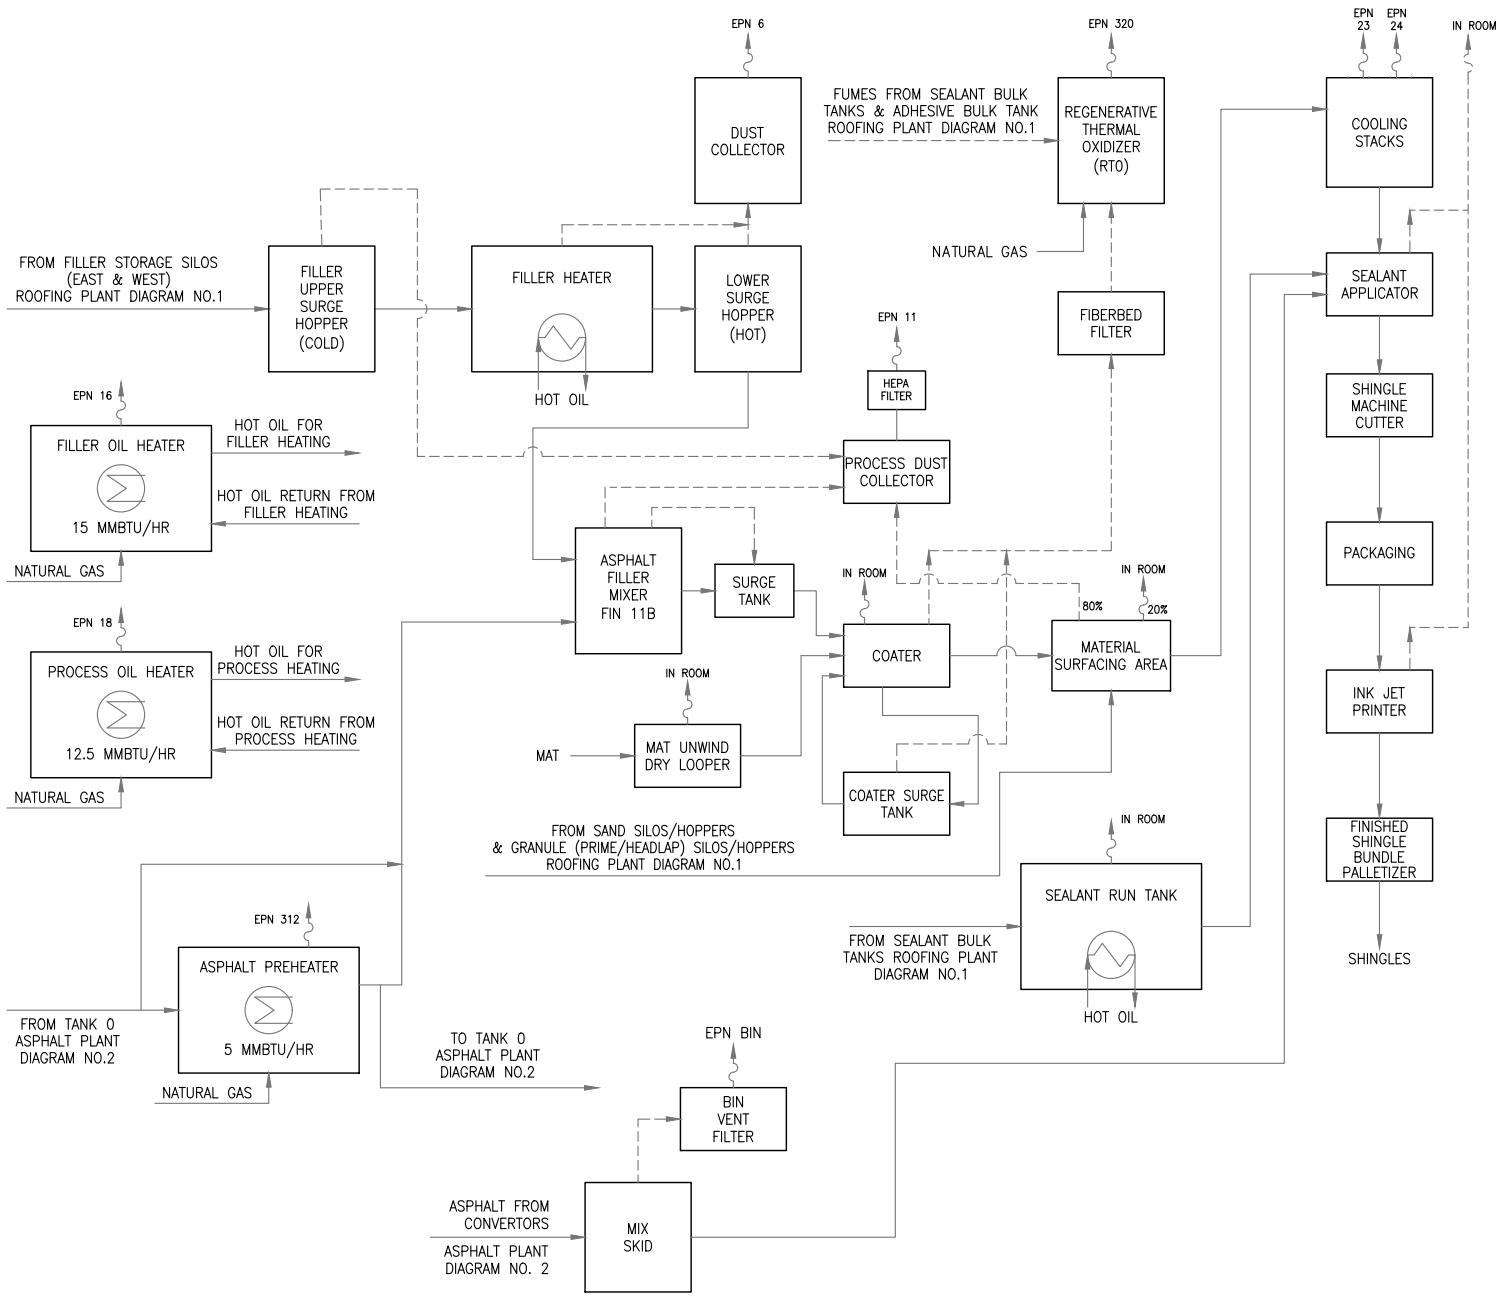 EPN 6
EPN 320
EPN
23
EPN
24
IN ROOM
DUST
COLLECTOR
FUMES FROM SEALANT BULK
TANKS & ADHESIVE BULK TANK
ROOFING PLANT DIAGRAM NO.1
REGENERATIVE
THERMAL
OXIDIZER
(RTO)
COOLING
STACKS
NATURAL GAS
FROM FILLER STORAGE SILOS
(EAST & WEST)
ROOFING PLANT DIAGRAM NO.1
FILLER
UPPER
SURGE
HOPPER
(COLD)
FILLER HEATER
HOT OIL
LOWER
SURGE
HOPPER
(HOT)
FIBERBED
FILTER
SEALANT
APPLICATOR
EPN 11
HEPA
FILTER
SHINGLE
MACHINE
CUTTER
EPN 16
FILLER OIL HEATER
15 MMBTU/HR
HOT OIL FOR
FILLER HEATING
HOT OIL RETURN FROM
FILLER HEATING
NATURAL GAS
PROCESS DUST
COLLECTOR
ASPHALT
FILLER
MIXER
FIN 11B
SURGE
TANK
IN ROOM
COATER
80%
IN ROOM
20%
MATERIAL
SURFACING AREA
PACKAGING
EPN 18
PROCESS OIL HEATER
12.5 MMBTU/HR
HOT OIL FOR
PROCESS HEATING
HOT OIL RETURN FROM
PROCESS HEATING
NATURAL GAS
IN ROOM
MAT
MAT UNWIND
DRY LOOPER
COATER SURGE
TANK
INK JET
PRINTER
FROM SAND SILOS/HOPPERS
& GRANULE (PRIME/HEADLAP) SILOS/HOPPERS
ROOFING PLANT DIAGRAM NO.1
IN ROOM
SEALANT RUN TANK
HOT OIL
FROM SEALANT BULK
TANKS ROOFING PLANT
DIAGRAM NO.1
FINISHED
SHINGLE
BUNDLE
PALLETIZER
SHINGLES
EPN 312
ASPHALT PREHEATER
5 MMBTU/HR
FROM TANK 0
ASPHALT PLANT
DIAGRAM NO.2
NATURAL GAS
TO TANK 0
ASPHALT PLANT
DIAGRAM NO.2
EPN BIN
BIN
VENT
FILTER
ASPHALT FROM
CONVERTORS
ASPHALT PLANT
DIAGRAM NO. 2
MIX
SKID